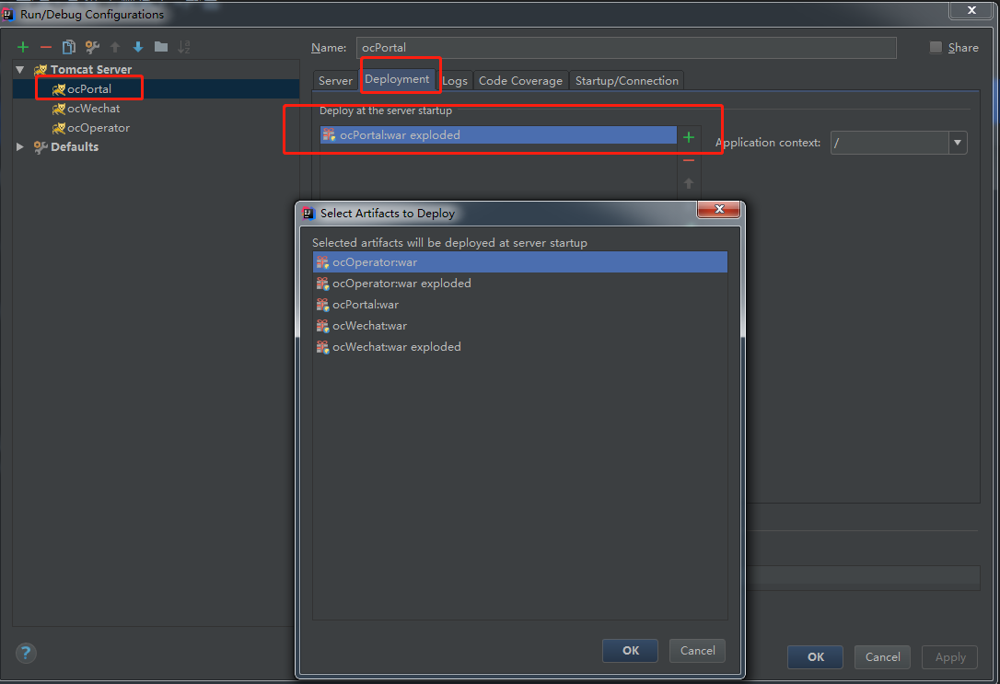 Run/Debug Configurations
Name: ocPortal
Share
Tomcat Server
ocPortal
ocWechat
ocOperator
Defaults
Server Deployment Logs Code Coverage Startup/Connection
Deploy at the server startup
ocPortal:war exploded
Application context: /
Select Artifacts to Deploy
Selected artifacts will be deployed at server startup
ocOperator:war
ocOperator:war exploded
ocPortal:war
ocWechat:war
ocWechat:war exploded
OK Cancel
? OK Cancel Apply